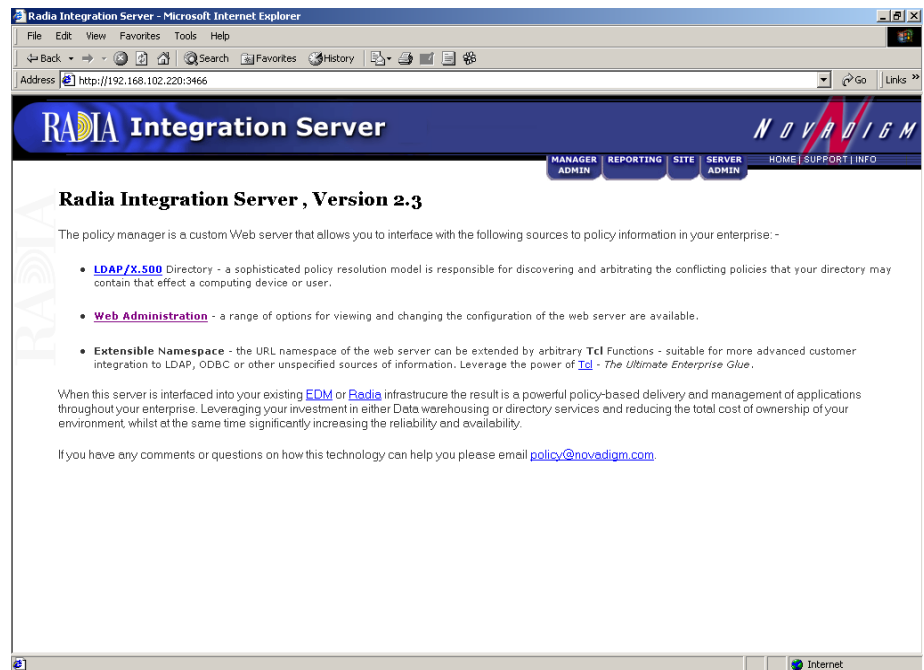 Radia Integration Server - Microsoft Internet Explorer
File Edit View Favorites Tools Help
Back Search Favorites History
Address http://192.168.102.220:3466 Go Links »
RADIA Integration Server
NOVADIGM
MANAGER ADMIN REPORTING SITE SERVER ADMIN HOME | SUPPORT | INFO
RADIA
Radia Integration Server , Version 2.3
The policy manager is a custom Web server that allows you to interface with the following sources to policy information in your enterprise: -
• LDAP/X.500 Directory - a sophisticated policy resolution model is responsible for discovering and arbitrating the conflicting policies that your directory may
contain that effect a computing device or user.
• Web Administration - a range of options for viewing and changing the configuration of the web server are available.
• Extensible Namespace - the URL namespace of the web server can be extended by arbitrary Tcl Functions - suitable for more advanced customer
integration to LDAP, ODBC or other unspecified sources of information. Leverage the power of Tcl - The Ultimate Enterprise Glue.
When this server is interfaced into your existing EDM or Radia infrastrucure the result is a powerful policy-based delivery and management of applications
throughout your enterprise. Leveraging your investment in either Data warehousing or directory services and reducing the total cost of ownership of your
environment, whilst at the same time significantly increasing the reliability and availability.
If you have any comments or questions on how this technology can help you please email policy@novadigm.com.
Internet